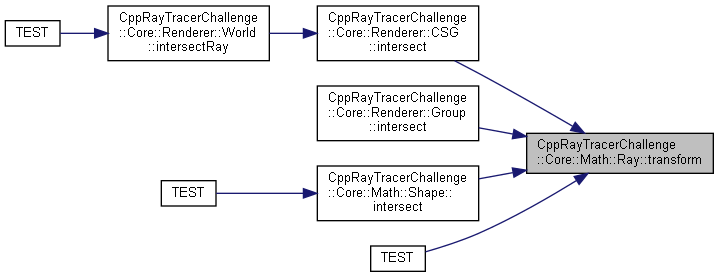 TEST
CppRayTracerChallenge
::Core::Renderer::World
::intersectRay
CppRayTracerChallenge
::Core::Renderer::CSG
::intersect
CppRayTracerChallenge
::Core::Renderer::Group
::intersect
CppRayTracerChallenge
::Core::Math::Ray::transform
TEST
CppRayTracerChallenge
::Core::Math::Shape::
intersect
TEST